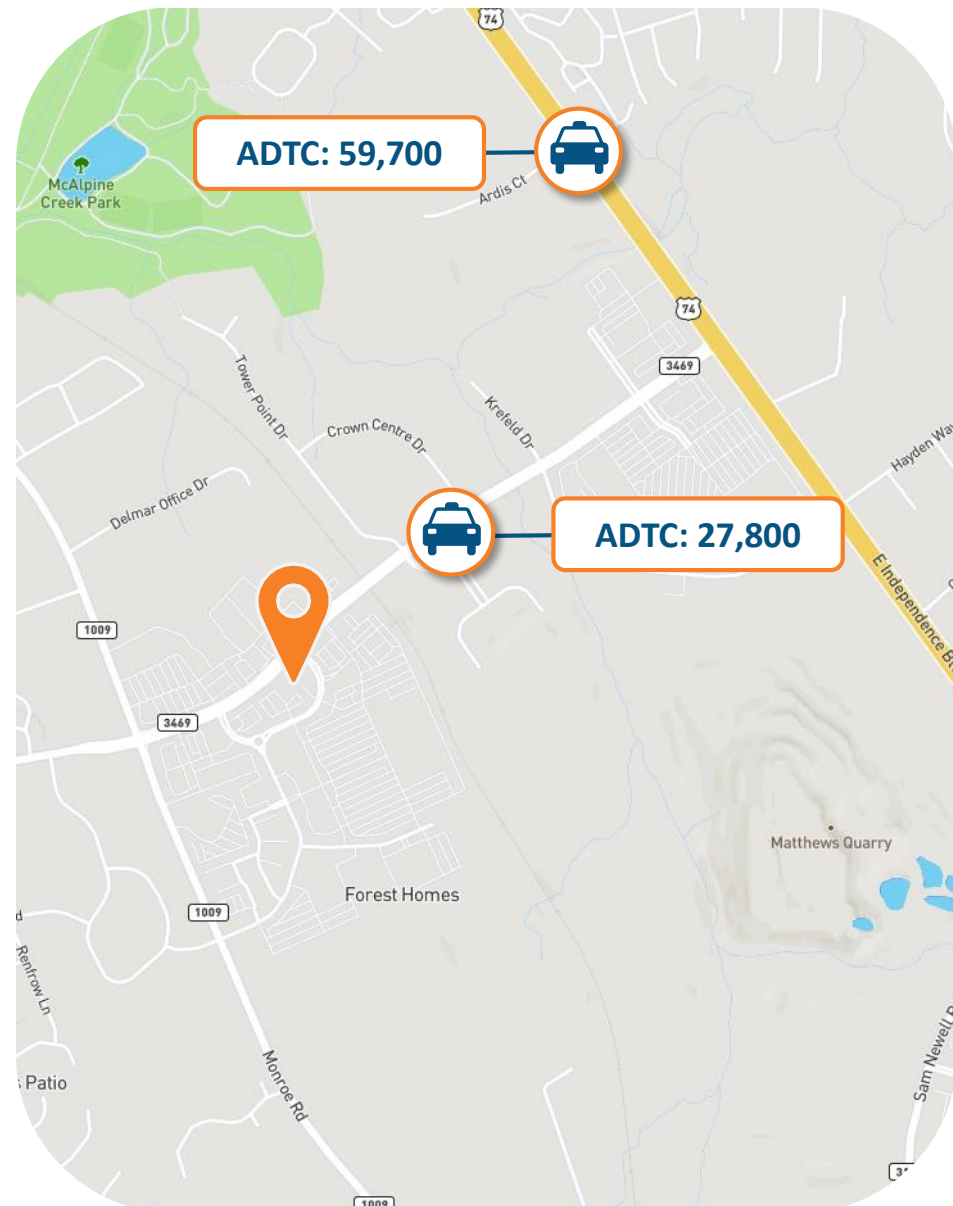 74
ADTC: 59,700
McAlpine
Creek Park
Ardis Ct
74
3469
Tower Point Dr
Crown Centre Dr
Krefeld Dr
Hayden Wa
Delmar Office Dr
ADTC: 27,800
E Independence Bl
1009
3469
Matthews Quarry
Forest Homes
1009
d
Renfrow Ln
Sam Newell R
s Patio
Monroe Rd
1009